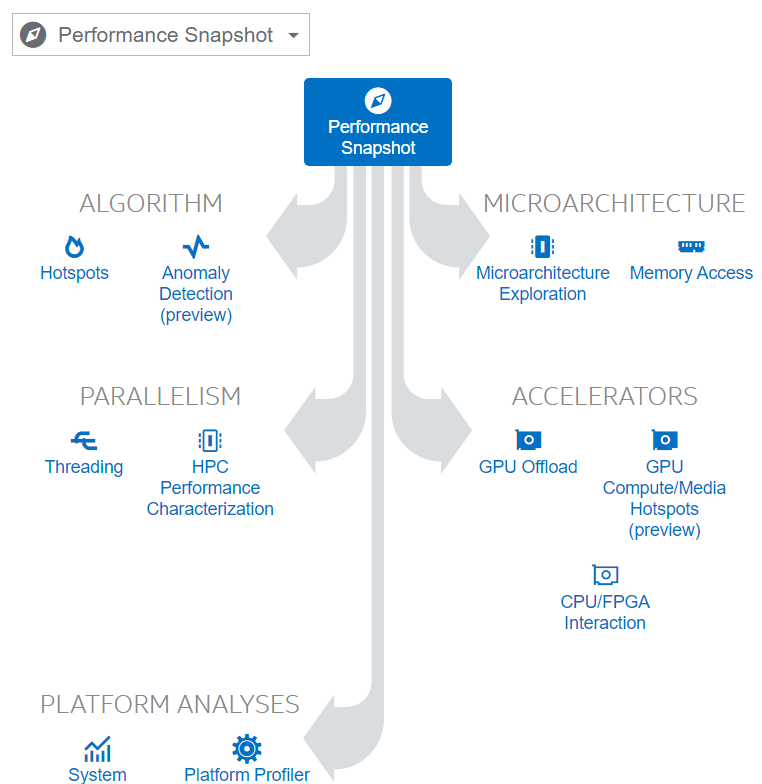 Performance Snapshot
Performance
Snapshot
ALGORITHM
Hotspots
Anomaly
Detection
(preview)
MICROARCHITECTURE
Microarchitecture
Exploration
Memory Access
PARALLELISM
Threading
HPC
Performance
Characterization
ACCELERATORS
GPU Offload
GPU
Compute/Media
Hotspots
(preview)
CPU/FPGA
Interaction
PLATFORM ANALYSES
System
Platform Profiler